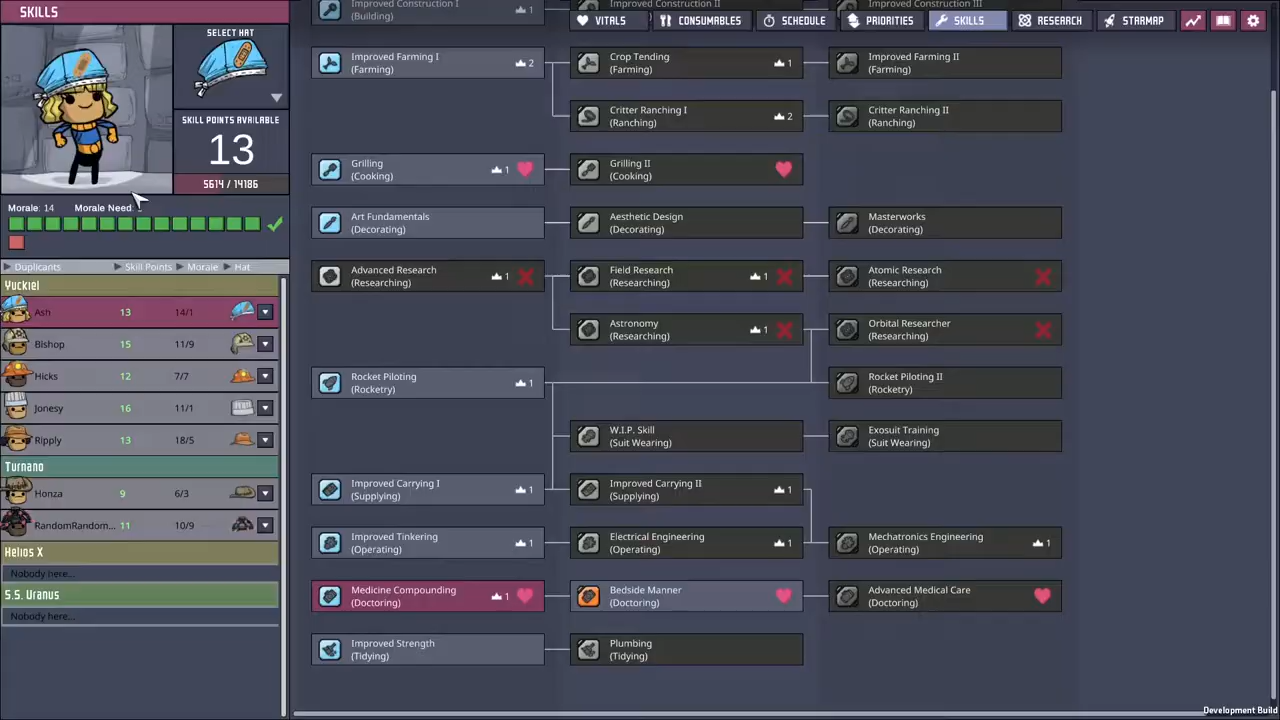 SKILLS
SELECT HAT
SKILL POINTS AVAILABLE
13
5614 / 14186
Morale: 14
Morale Need:
Duplicants
Skill Points
Morale
Hat
Yuckiel
Ash 13 14/1
Bishop 15 11/9
Hicks 12 7/7
Jonesy 16 11/1
Ripply 13 18/5
Turnano
Honza 9 6/3
RandomRandom... 11 10/9
Helios X
Nobody here...
S.S. Uranus
Nobody here...
VITALS
CONSUMABLES
SCHEDULE
PRIORITIES
SKILLS
RESEARCH
STARMAP
Improved Construction I
(Building)
1
Improved Construction II
Improved Construction III
Improved Farming I
(Farming)
2
Crop Tending
(Farming)
1
Improved Farming II
(Farming)
Critter Ranching I
(Ranching)
2
Critter Ranching II
(Ranching)
Grilling
(Cooking)
1
Grilling II
(Cooking)
Art Fundamentals
(Decorating)
Aesthetic Design
(Decorating)
Masterworks
(Decorating)
Advanced Research
(Researching)
1
Field Research
(Researching)
1
Atomic Research
(Researching)
Astronomy
(Researching)
1
Orbital Researcher
(Researching)
Rocket Piloting
(Rocketry)
1
Rocket Piloting II
(Rocketry)
W.I.P. Skill
(Suit Wearing)
Exosuit Training
(Suit Wearing)
Improved Carrying I
(Supplying)
1
Improved Carrying II
(Supplying)
1
Improved Tinkering
(Operating)
1
Electrical Engineering
(Operating)
1
Mechatronics Engineering
(Operating)
1
Medicine Compounding
(Doctoring)
1
Bedside Manner
(Doctoring)
Advanced Medical Care
(Doctoring)
Improved Strength
(Tidying)
Plumbing
(Tidying)
Development Build